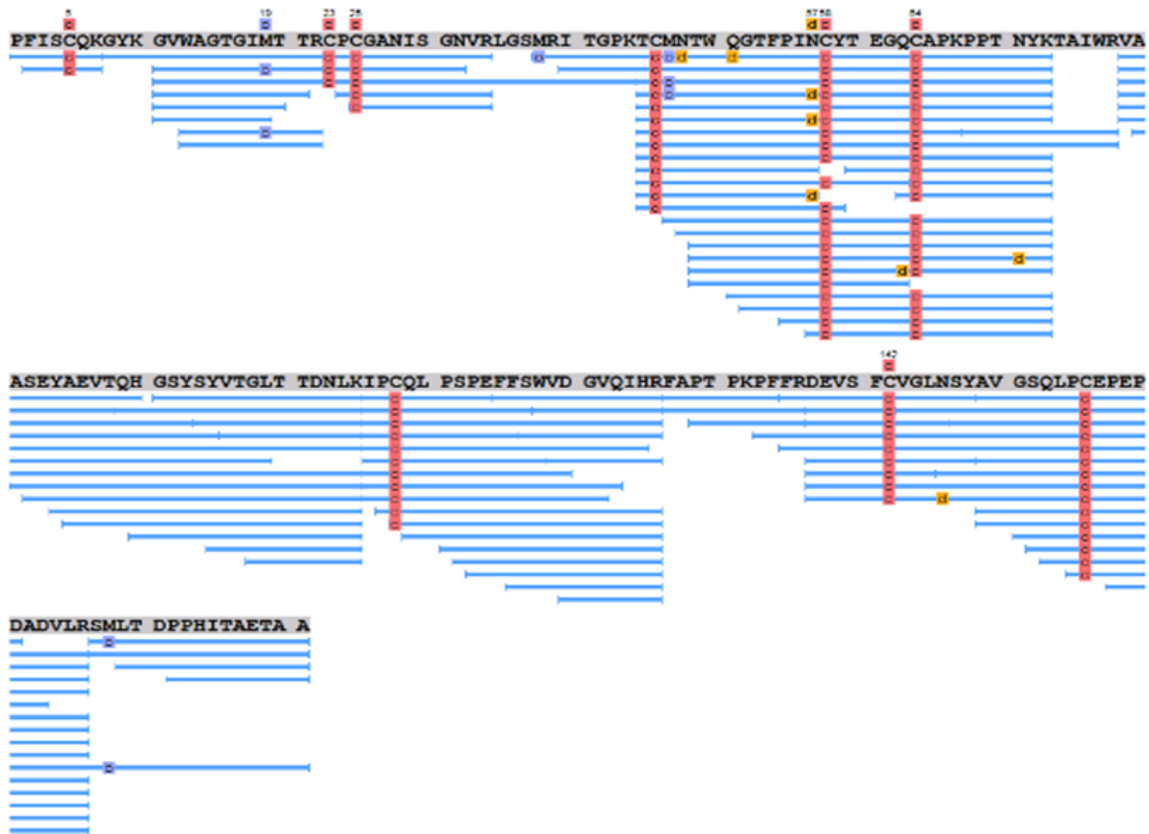 5 19 23 25 57 58 64
PFISCQKGYK GVWAGTGIMT TRCPCGANIS GNVRLGSMRI TGPKTCMNTW QGTFPINCYT EGQCAPKPPT NYKTAIWRVA
142
ASEYAEVTQH GSYSYVTGLT TDNLKIPCQL PSPEFFSWVD GVQIHRFAPT PKPFFRDEVS FCVGLNSYAV GSQLPCEPEP
DADVLRSMLT DPPHITAETA A